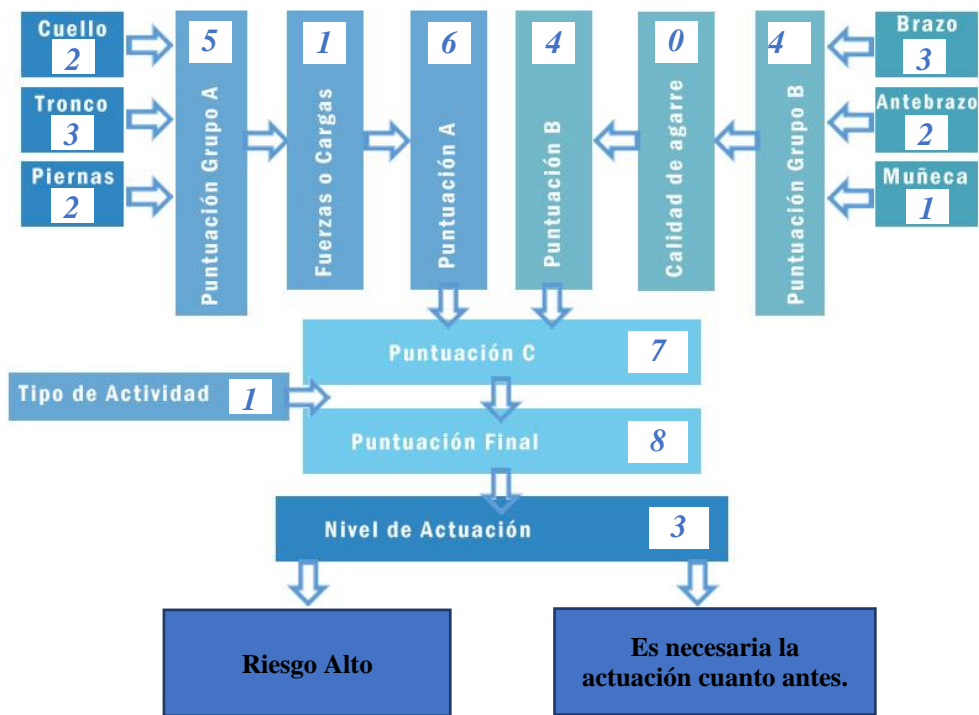 Cuello
2
Tronco
3
Piernas
2
5
Puntuación Grupo A
1
Fuerzas o Cargas
6
Puntuación A
4
Puntuación B
0
Calidad de agarre
4
Puntuación Grupo B
Brazo
3
Antebrazo
2
Muñeca
1
Puntuación C 7
Tipo de Actividad 1
Puntuación Final 8
Nivel de Actuación 3
Riesgo Alto
Es necesaria la
actuación cuanto antes.